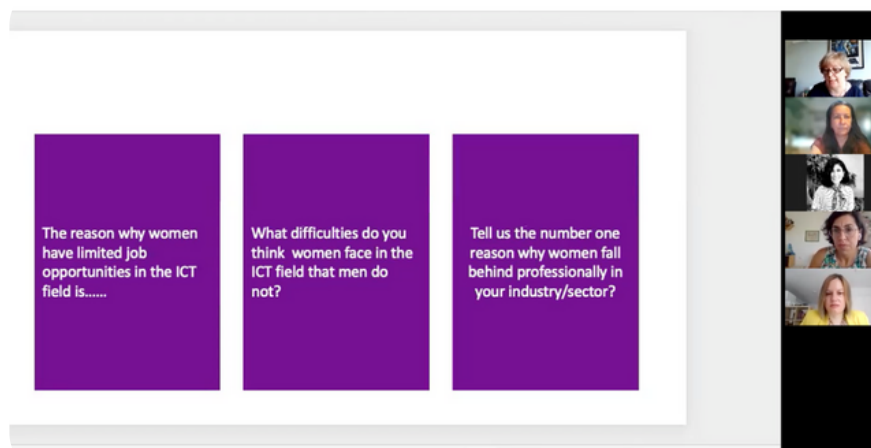 The reason why women
have limited job
opportunities in the ICT
field is......
What difficulties do you
think women face in the
ICT field that men do
not?
Tell us the number one
reason why women fall
behind professionally in
your industry/sector?